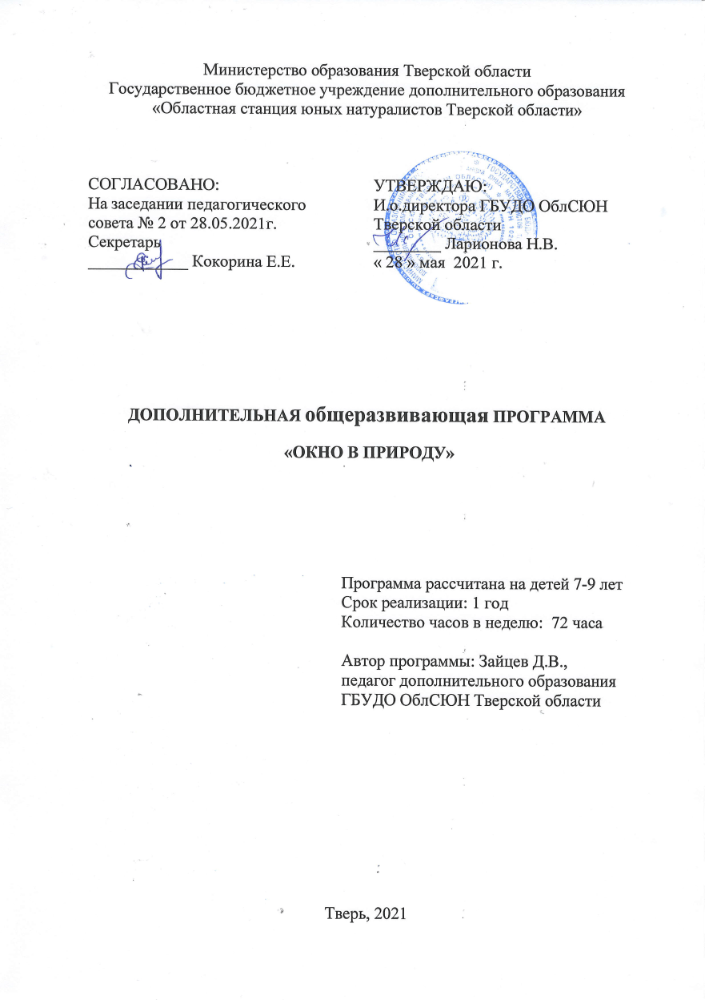 Министерство образования Тверской области
Государственное бюджетное учреждение дополнительного образования
«Областная станция юных натуралистов Тверской области»
СОГЛАСОВАНО:
На заседании педагогического
совета № 2 от 28.05.2021г.
Секретарь
____________ Кокорина Е.Е.
УТВЕРЖДАЮ:
И.о.директора ГБУДО ОблСЮН
Тверской области
________ Ларионова Н.В.
« 28 » мая 2021 г.
ДОПОЛНИТЕЛЬНАЯ общеразвивающая ПРОГРАММА
«ОКНО В ПРИРОДУ»
Программа рассчитана на детей 7-9 лет
Срок реализации: 1 год
Количество часов в неделю: 72 часа
Автор программы: Зайцев Д.В.,
педагог дополнительного образования
ГБУДО ОблСЮН Тверской области
Тверь, 2021